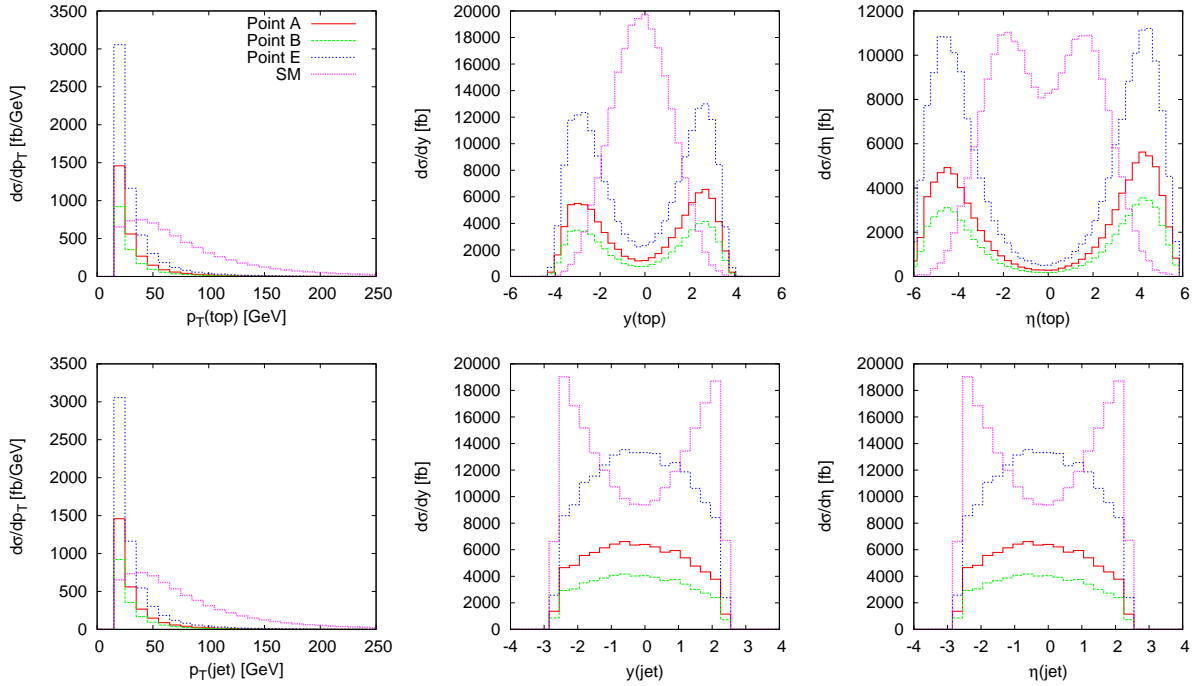 3500
3000
2500
2000
1500
1000
500
0
dσ/dp_T [fb/GeV]
Point A
Point B
Point E
SM
0 50 100 150 200 250
p_T(top) [GeV]
20000
18000
16000
14000
12000
10000
8000
6000
4000
2000
0
dσ/dy [fb]
-6 -4 -2 0 2 4 6
y(top)
12000
10000
8000
6000
4000
2000
0
dσ/dη [fb]
-6 -4 -2 0 2 4 6
η(top)
3500
3000
2500
2000
1500
1000
500
0
dσ/dp_T [fb/GeV]
0 50 100 150 200 250
p_T(jet) [GeV]
20000
18000
16000
14000
12000
10000
8000
6000
4000
2000
0
dσ/dy [fb]
-4 -3 -2 -1 0 1 2 3 4
y(jet)
20000
18000
16000
14000
12000
10000
8000
6000
4000
2000
0
dσ/dη [fb]
-4 -3 -2 -1 0 1 2 3 4
η(jet)